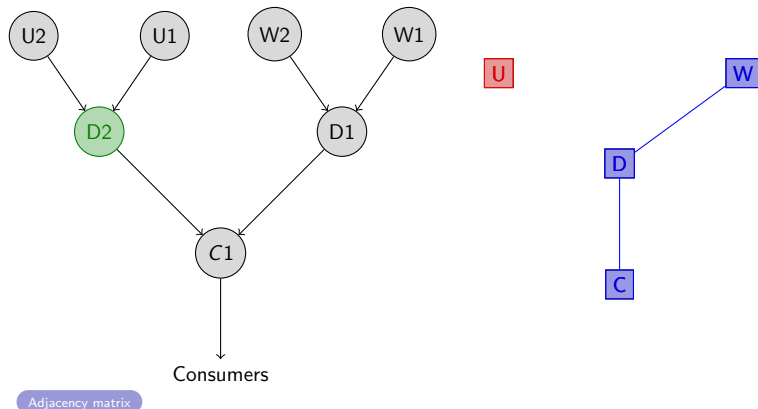 U2
U1
W2
W1
U
W
D2
D1
D
C1
C
Consumers
Adjacency matrix